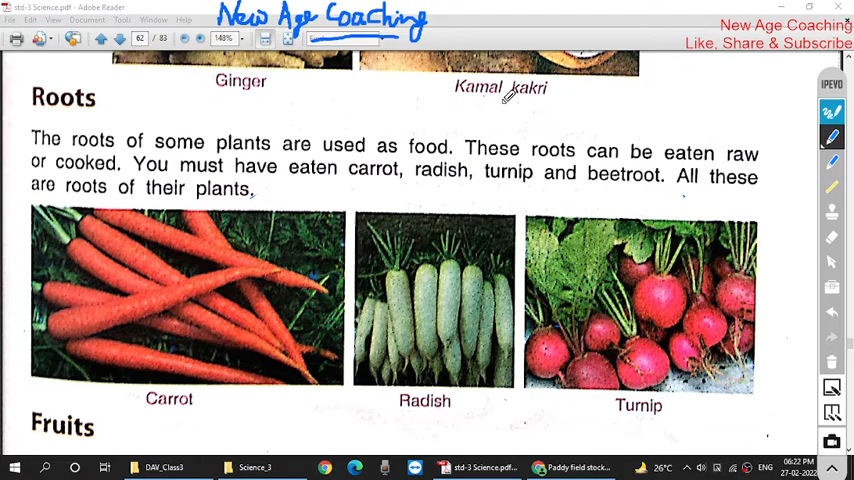 std-3 Science.pdf - Adobe Reader
File Edit View Document Tools Window Help
New Age Coaching
New Age Coaching
Like, Share & Subscribe
62 / 83 148%
IPEVO
Ginger
Kamal kakri
Roots
The roots of some plants are used as food. These roots can be eaten raw
or cooked. You must have eaten carrot, radish, turnip and beetroot. All these
are roots of their plants.
Carrot
Radish
Turnip
Fruits
DAV_Class3
Science_3
std-3 Science.pdf...
Paddy field stock...
26°C
ENG
06:22 PM
27-02-2022